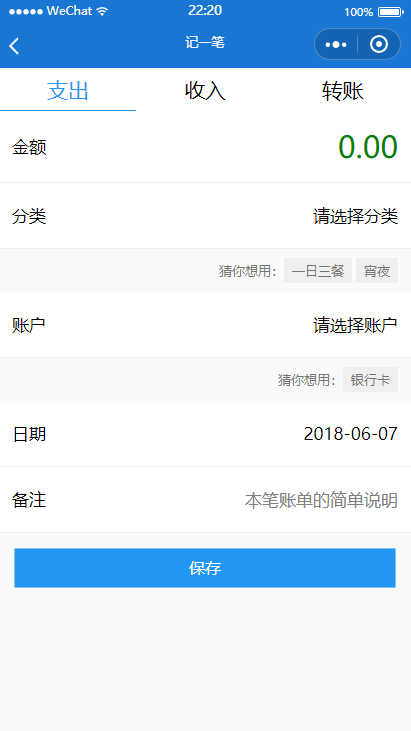 WeChat 22:20 100%
记一笔
支出 收入 转账
金额 0.00
分类 请选择分类
猜你想用： 一日三餐 宵夜
账户 请选择账户
猜你想用： 银行卡
日期 2018-06-07
备注 本笔账单的简单说明
保存